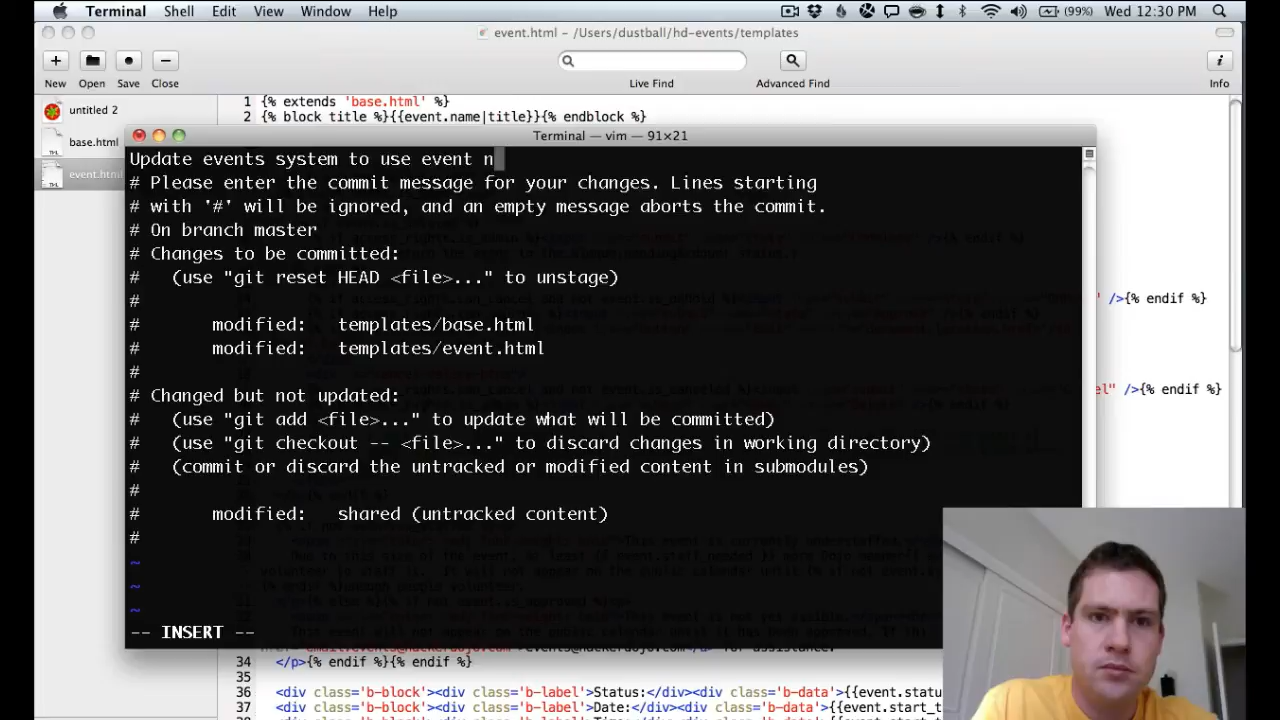 Terminal Shell Edit View Window Help (99%) Wed 12:30 PM
event.html – /Users/dustball/hd-events/templates
New Open Save Close Live Find Advanced Find Info
untitled 2
base.html
event.html
1 {% extends 'base.html' %}
2 {% block title %}{{event.name|title}}{% endblock %}
Terminal — vim — 91×21
Update events system to use event n
# Please enter the commit message for your changes. Lines starting
# with '#' will be ignored, and an empty message aborts the commit.
# On branch master
# Changes to be committed:
#   (use "git reset HEAD <file>..." to unstage)
#
#       modified:   templates/base.html
#       modified:   templates/event.html
#
# Changed but not updated:
#   (use "git add <file>..." to update what will be committed)
#   (use "git checkout -- <file>..." to discard changes in working directory)
#   (commit or discard the untracked or modified content in submodules)
#
#       modified:   shared (untracked content)
#
~
~
~
-- INSERT --
" />{% endif %}
el" />{% endif %}
34 </p>{% endif %}{% endif %}
35
36 <div class='b-block'><div class='b-label'>Status:</div><div class='b-data'>{{event.statu
37 <div class='b-block'><div class='b-label'>Date:</div><div class='b-data'>{{event.start_t